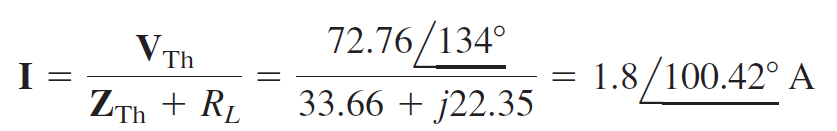 I = V_Th / (Z_Th + R_L) = 72.76∠134° / (33.66 + j22.35) = 1.8∠100.42° A